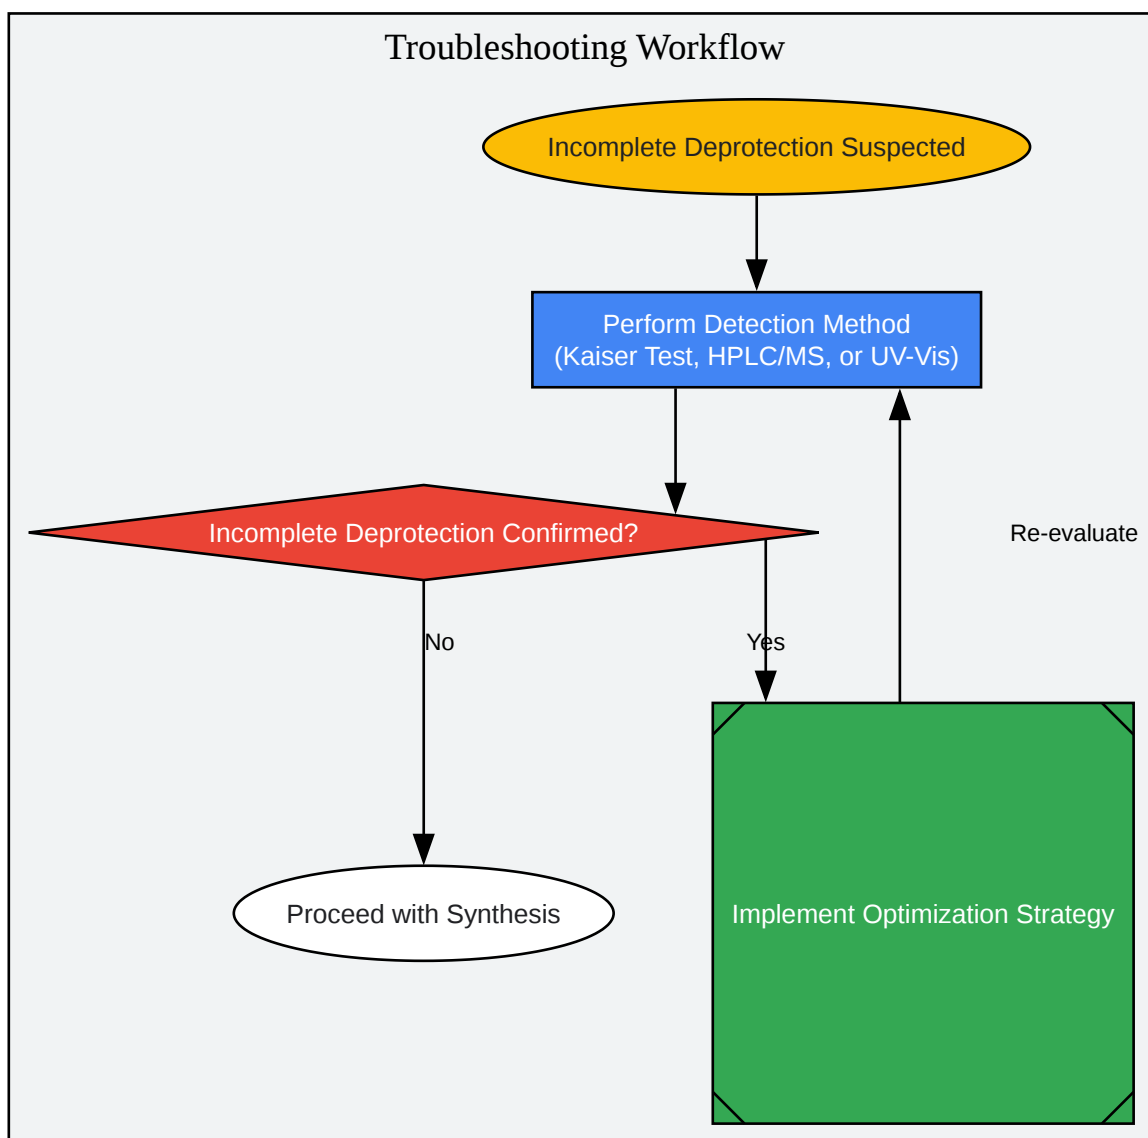 Troubleshooting Workflow
Incomplete Deprotection Suspected
Perform Detection Method
(Kaiser Test, HPLC/MS, or UV-Vis)
Incomplete Deprotection Confirmed?
Re-evaluate
No
Yes
Proceed with Synthesis
Implement Optimization Strategy